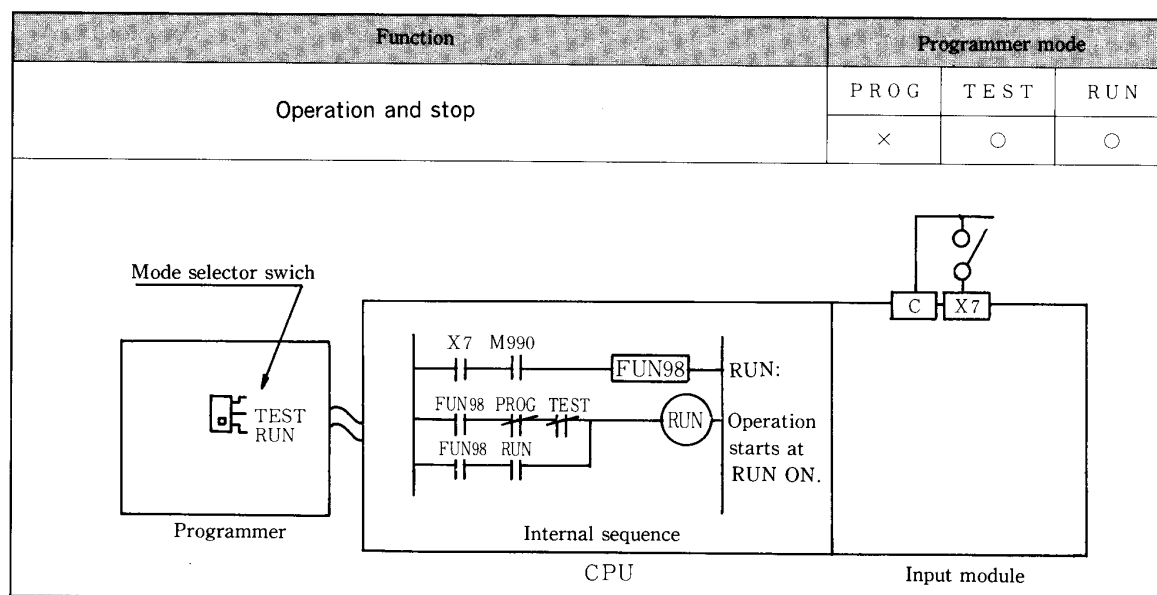 Function
Programmer mode
Operation and stop
PROG TEST RUN
× ○ ○
Mode selector swich
C X7
X7 M990
FUN98 RUN:
TEST
RUN
FUN98 PROG TEST
RUN Operation
starts at
RUN ON.
FUN98 RUN
Programmer
Internal sequence
CPU
Input module